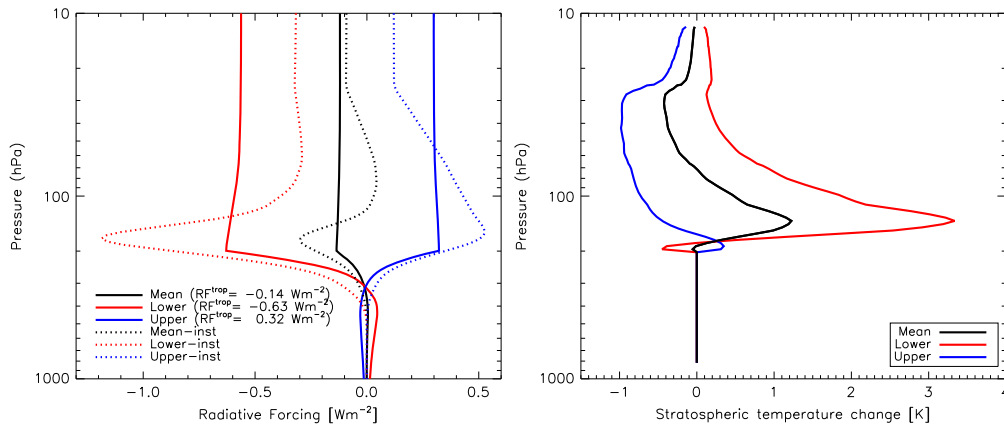 10
100
1000
Pressure (hPa)
Mean (RF^trop= −0.14 Wm^−2)
Lower (RF^trop= −0.63 Wm^−2)
Upper (RF^trop= 0.32 Wm^−2)
Mean−inst
Lower−inst
Upper−inst
−1.0 −0.5 0.0 0.5
Radiative Forcing [Wm^−2]
10
100
1000
Pressure (hPa)
Mean
Lower
Upper
−1 0 1 2 3 4
Stratospheric temperature change [K]